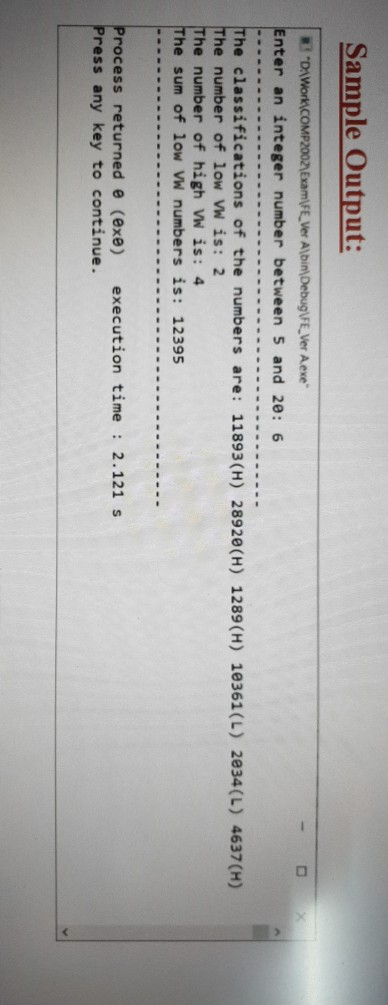 Sample Output:
"D:\Work\COMP2002\Exam\FE_Ver A\bin\Debug\FE_Ver A.exe"
Enter an integer number between 5 and 20: 6
--------------------------------------------------
The classifications of the numbers are: 11893(H) 28920(H) 1289(H) 10361(L) 2034(L) 4637(H)
The number of low VW is: 2
The number of high VW is: 4
The sum of low VW numbers is: 12395
--------------------------------------------------
Process returned 0 (0x0)   execution time : 2.121 s
Press any key to continue.